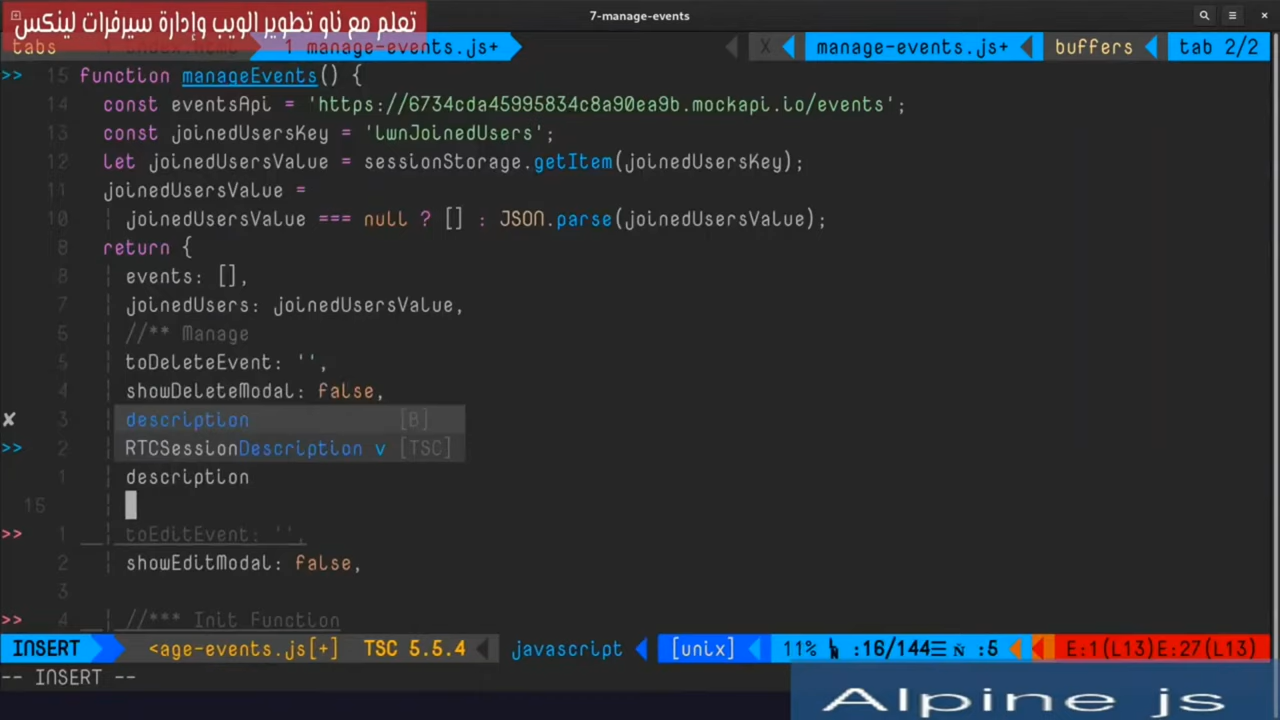 7-manage-events
تعلم مع ناو تطوير الويب وإدارة سيرفرات لينكس
tabs 1 manage-events.js+ X manage-events.js+ buffers tab 2/2
>> 15 function manageEvents() {
14 const eventsApi = 'https://6734cda45995834c8a90ea9b.mockapi.io/events';
13 const joinedUsersKey = 'lwnJoinedUsers';
12 let joinedUsersValue = sessionStorage.getItem(joinedUsersKey);
11 joinedUsersValue =
10 joinedUsersValue === null ? [] : JSON.parse(joinedUsersValue);
8 return {
8 events: [],
7 joinedUsers: joinedUsersValue,
5 //** Manage
5 toDeleteEvent: '',
4 showDeleteModal: false,
✘ 3 description [B]
>> 2 RTCSessionDescription v [TSC]
1 description
15
>> 1 toEditEvent: '',
2 showEditModal: false,
3
>> 4 //*** Init Function
INSERT <age-events.js[+] TSC 5.5.4 javascript [unix] 11% :16/144☰ :5 E:1(L13)E:27(L13)
-- INSERT --
Alpine js